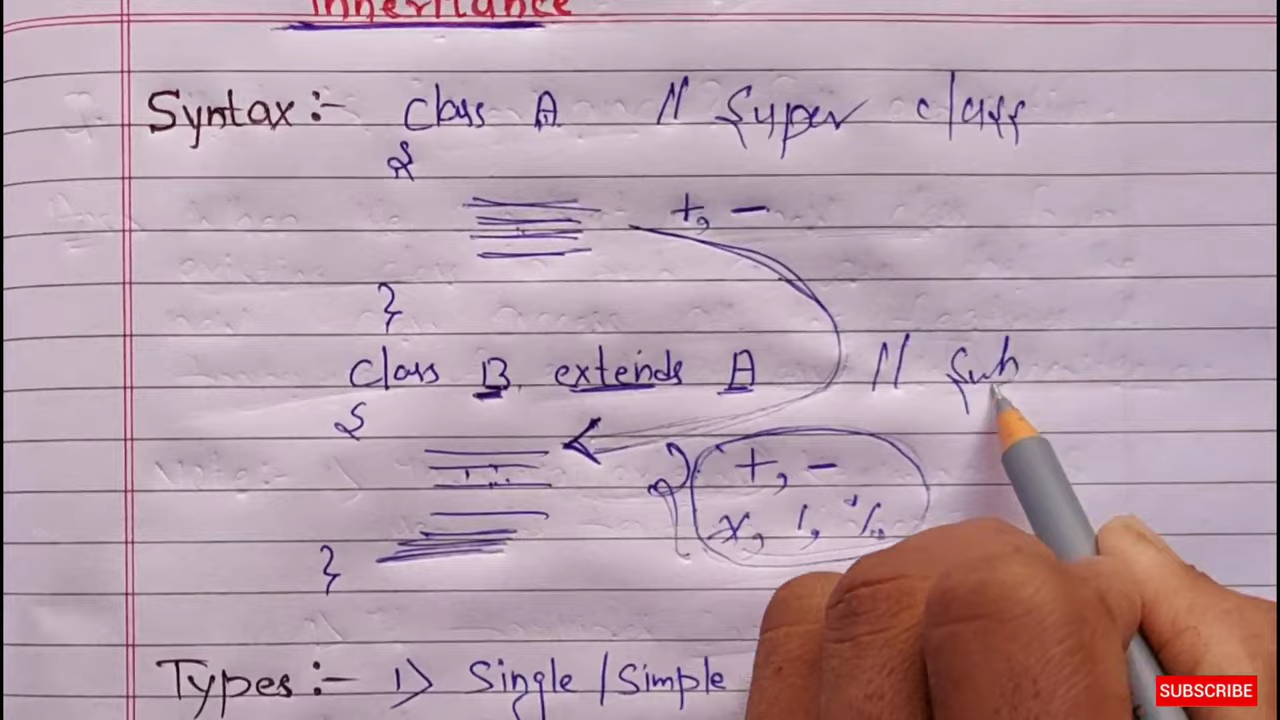 Inheritance
Syntax :- class A // Super class
{
+, -
}
class B extends A // Sub
{
+, -
x, /, %
}
Types :- 1) Single / Simple
SUBSCRIBE